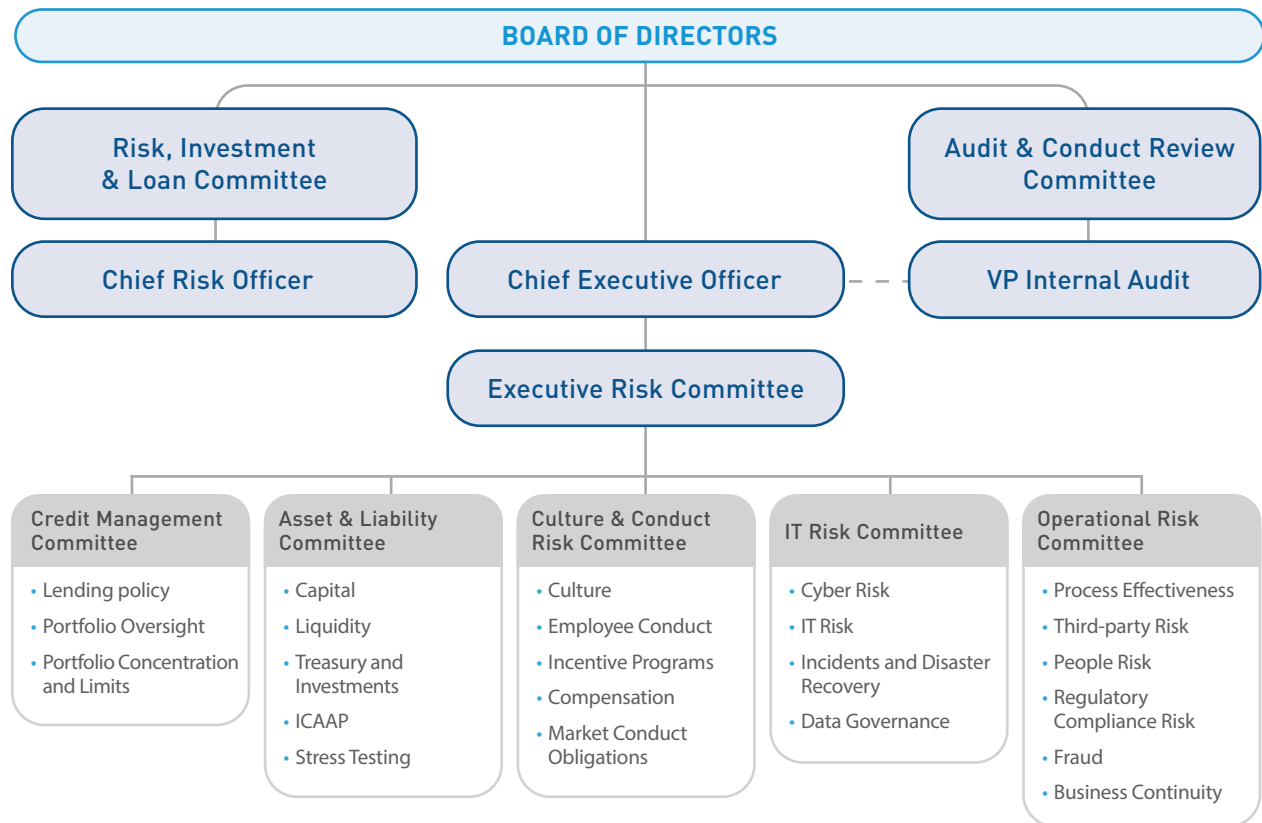 BOARD OF DIRECTORS
Risk, Investment
& Loan Committee
Audit & Conduct Review
Committee
Chief Risk Officer
Chief Executive Officer
VP Internal Audit
Executive Risk Committee
Credit Management
Committee
• Lending policy
• Portfolio Oversight
• Portfolio Concentration
and Limits
Asset & Liability
Committee
• Capital
• Liquidity
• Treasury and
Investments
• ICAAP
• Stress Testing
Culture & Conduct
Risk Committee
• Culture
• Employee Conduct
• Incentive Programs
• Compensation
• Market Conduct
Obligations
IT Risk Committee
• Cyber Risk
• IT Risk
• Incidents and Disaster
Recovery
• Data Governance
Operational Risk
Committee
• Process Effectiveness
• Third-party Risk
• People Risk
• Regulatory
Compliance Risk
• Fraud
• Business Continuity